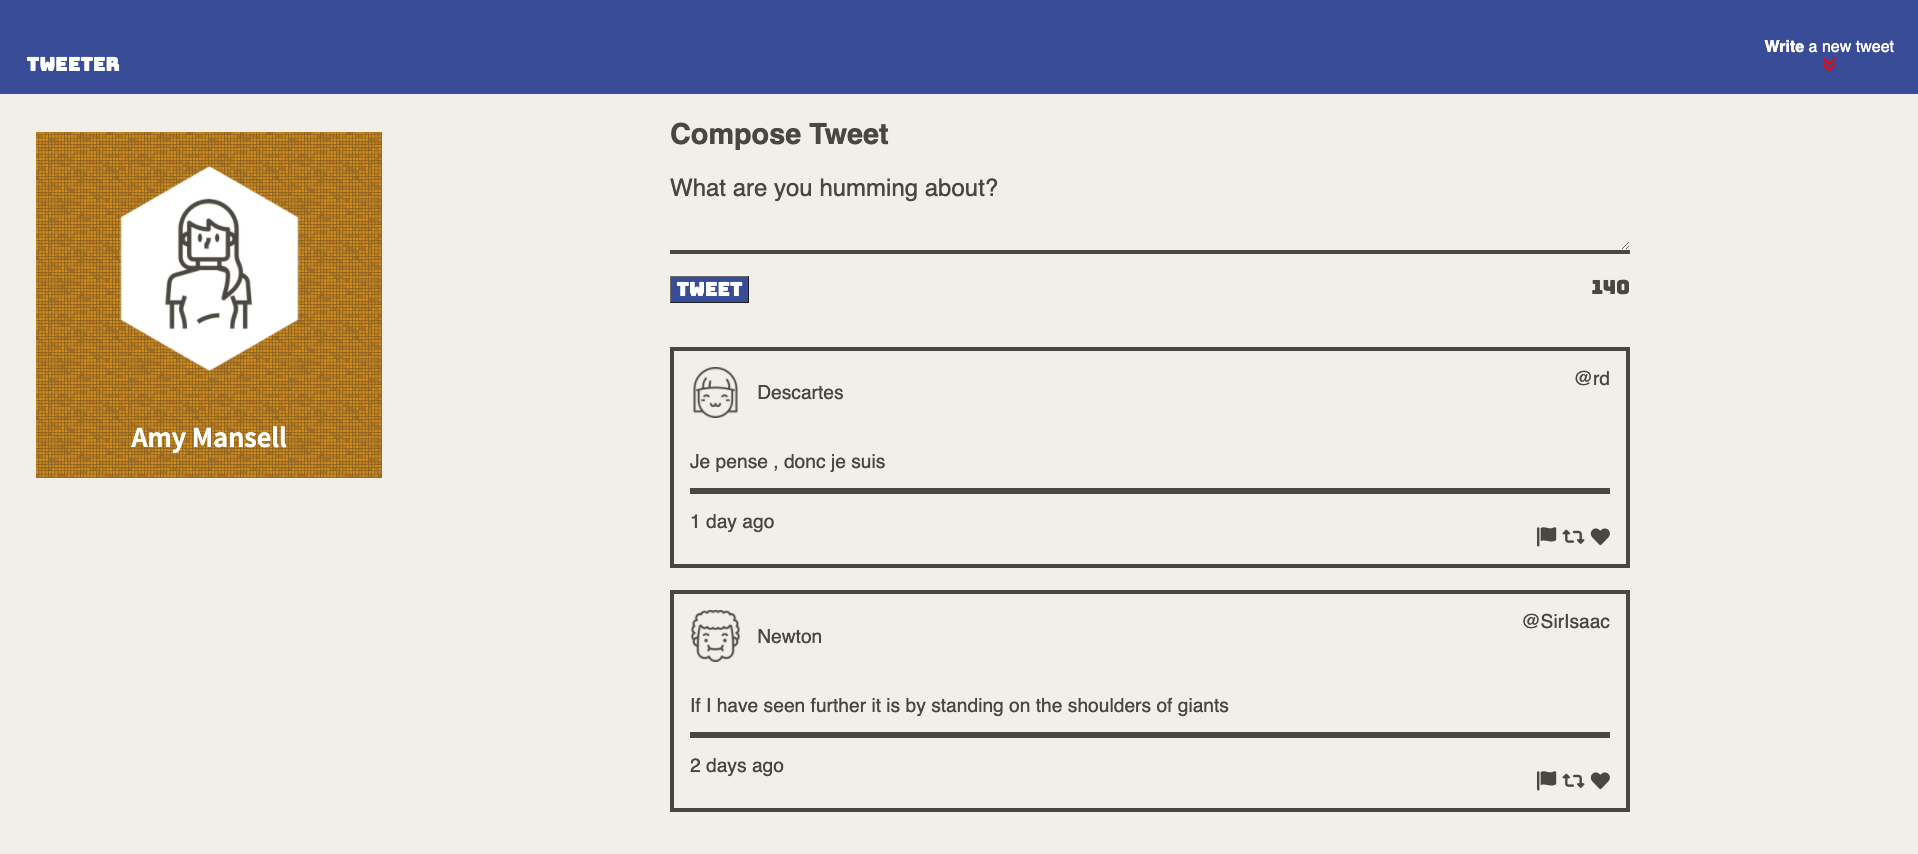 TWEETER
Write a new tweet
Amy Mansell
Compose Tweet
What are you humming about?
TWEET
140
Descartes
@rd
Je pense , donc je suis
1 day ago
Newton
@SirIsaac
If I have seen further it is by standing on the shoulders of giants
2 days ago